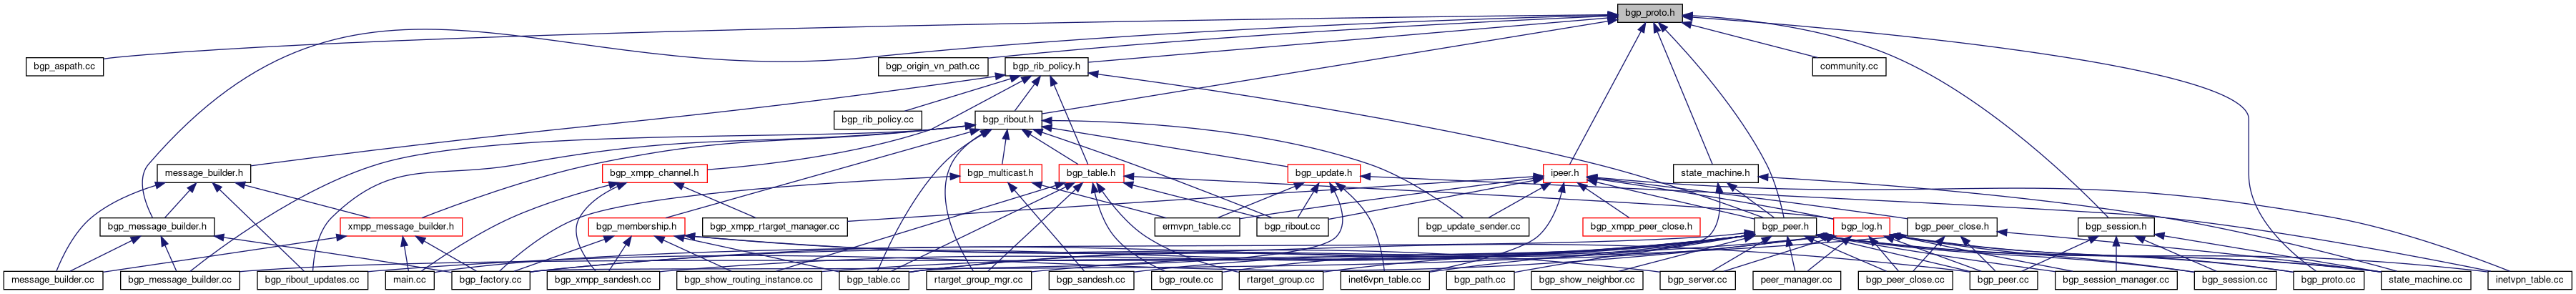 bgp_proto.h
bgp_aspath.cc
bgp_origin_vn_path.cc
bgp_rib_policy.h
community.cc
bgp_rib_policy.cc
bgp_ribout.h
message_builder.h
bgp_xmpp_channel.h
bgp_multicast.h
bgp_table.h
bgp_update.h
ipeer.h
state_machine.h
bgp_message_builder.h
xmpp_message_builder.h
bgp_membership.h
bgp_xmpp_rtarget_manager.cc
ermvpn_table.cc
bgp_ribout.cc
bgp_update_sender.cc
bgp_xmpp_peer_close.h
bgp_peer.h
bgp_log.h
bgp_peer_close.h
bgp_session.h
message_builder.cc
bgp_message_builder.cc
bgp_ribout_updates.cc
main.cc
bgp_factory.cc
bgp_xmpp_sandesh.cc
bgp_show_routing_instance.cc
bgp_table.cc
rtarget_group_mgr.cc
bgp_sandesh.cc
bgp_route.cc
rtarget_group.cc
inet6vpn_table.cc
bgp_path.cc
bgp_show_neighbor.cc
bgp_server.cc
peer_manager.cc
bgp_peer_close.cc
bgp_peer.cc
bgp_session_manager.cc
bgp_session.cc
bgp_proto.cc
state_machine.cc
inetvpn_table.cc